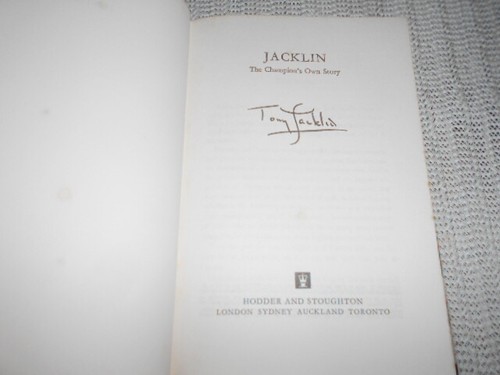 JACKLIN
The Champion's Own Story
Tony Jacklin
HODDER AND STOUGHTON
LONDON SYDNEY AUCKLAND TORONTO